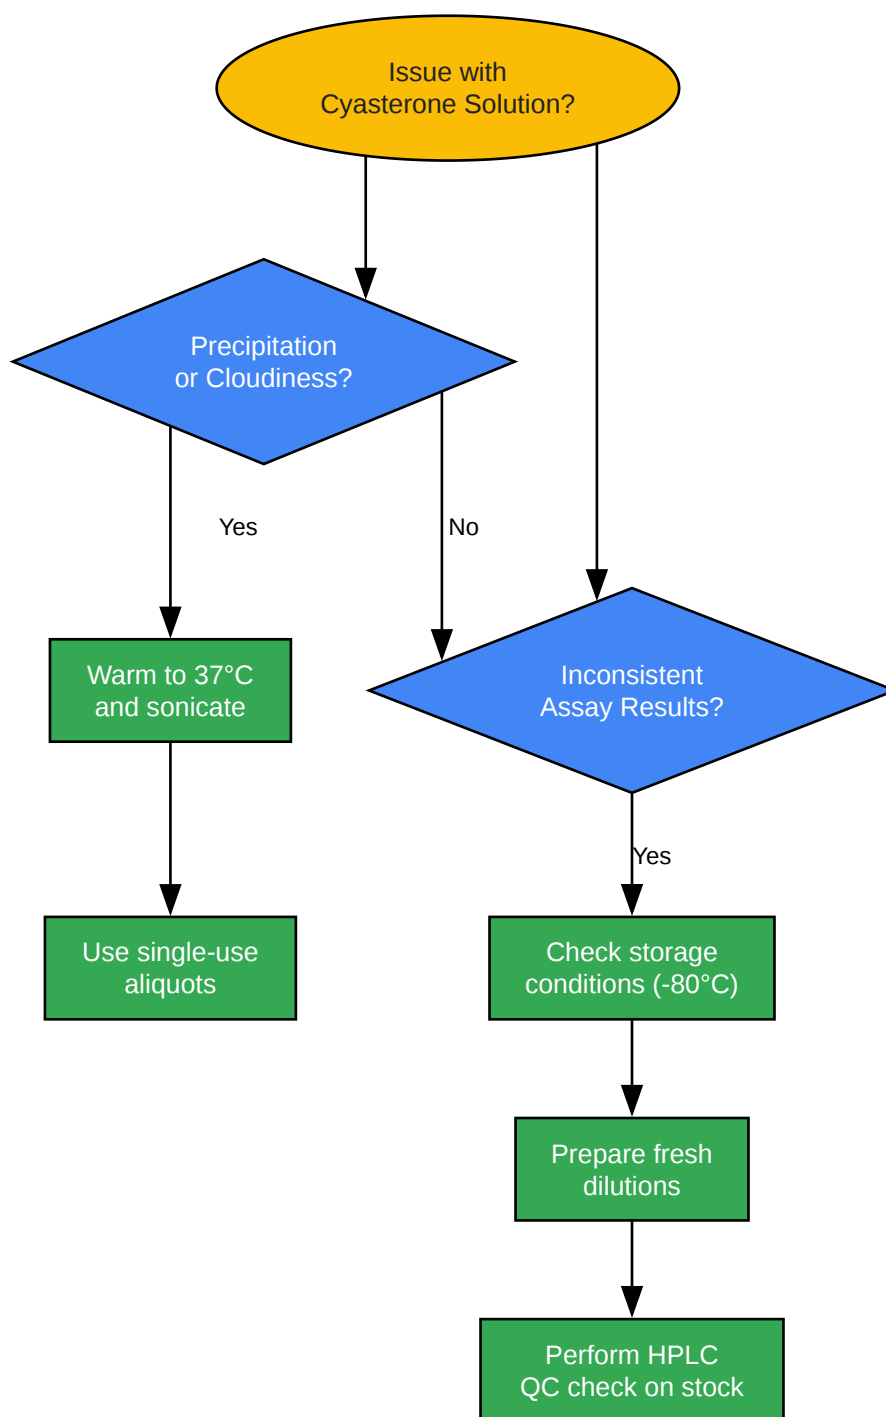 Issue with
Cyasterone Solution?
Precipitation
or Cloudiness?
Yes
No
Warm to 37°C
and sonicate
Inconsistent
Assay Results?
Yes
Use single-use
aliquots
Check storage
conditions (-80°C)
Prepare fresh
dilutions
Perform HPLC
QC check on stock